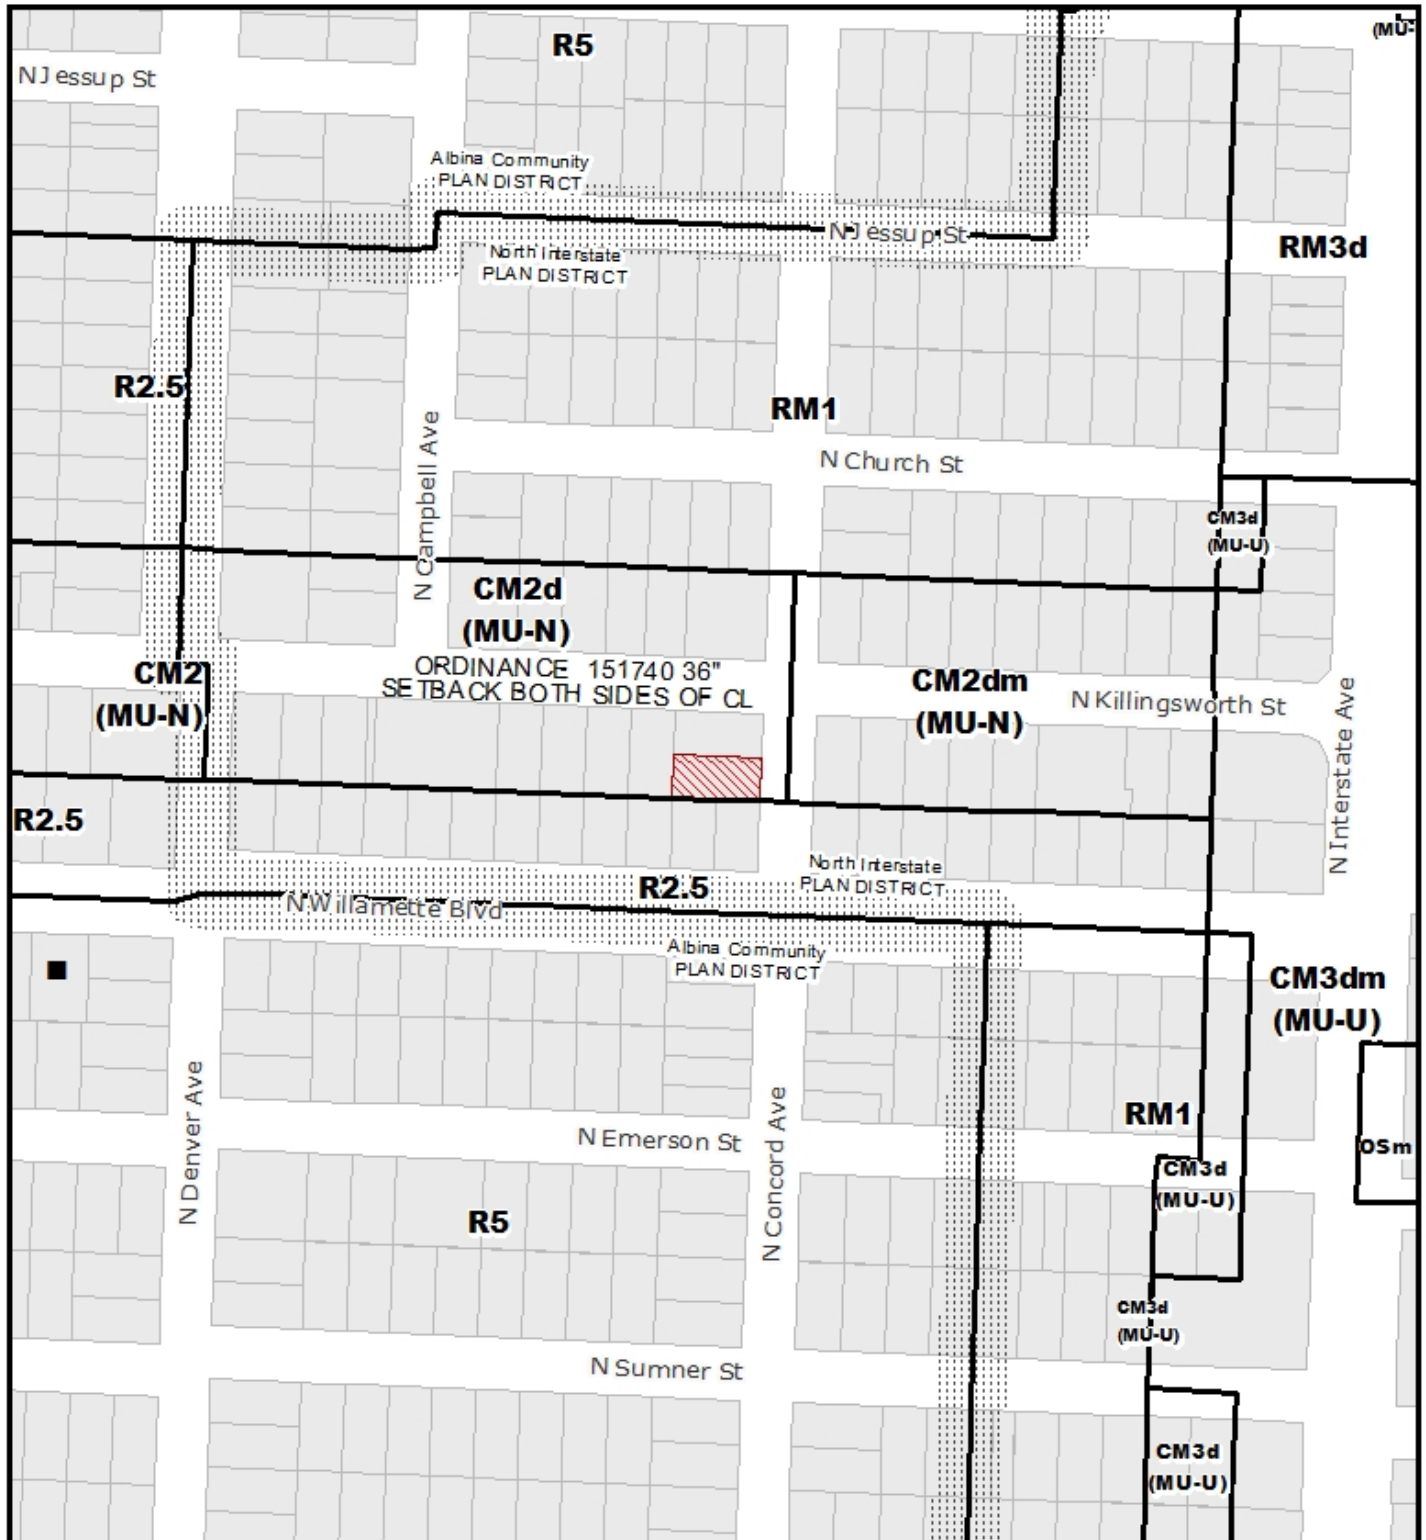 (MU-
R5
N Jessup St
Albina Community
PLAN DISTRICT
N Jessup St
North Interstate
PLAN DISTRICT
RM3d
R2.5
RM1
N Campbell Ave
N Church St
CM3d
(MU-U)
CM2d
(MU-N)
ORDINANCE 151740 36"
SETBACK BOTH SIDES OF CL
CM2
(MU-N)
CM2dm
(MU-N)
N Killingsworth St
N Interstate Ave
R2.5
North Interstate
PLAN DISTRICT
R2.5
N Willamette Blvd
Albina Community
PLAN DISTRICT
CM3dm
(MU-U)
N Denver Ave
N Concord Ave
RM1
N Emerson St
OSm
CM3d
(MU-U)
R5
CM3d
(MU-U)
N Sumner St
CM3d
(MU-U)